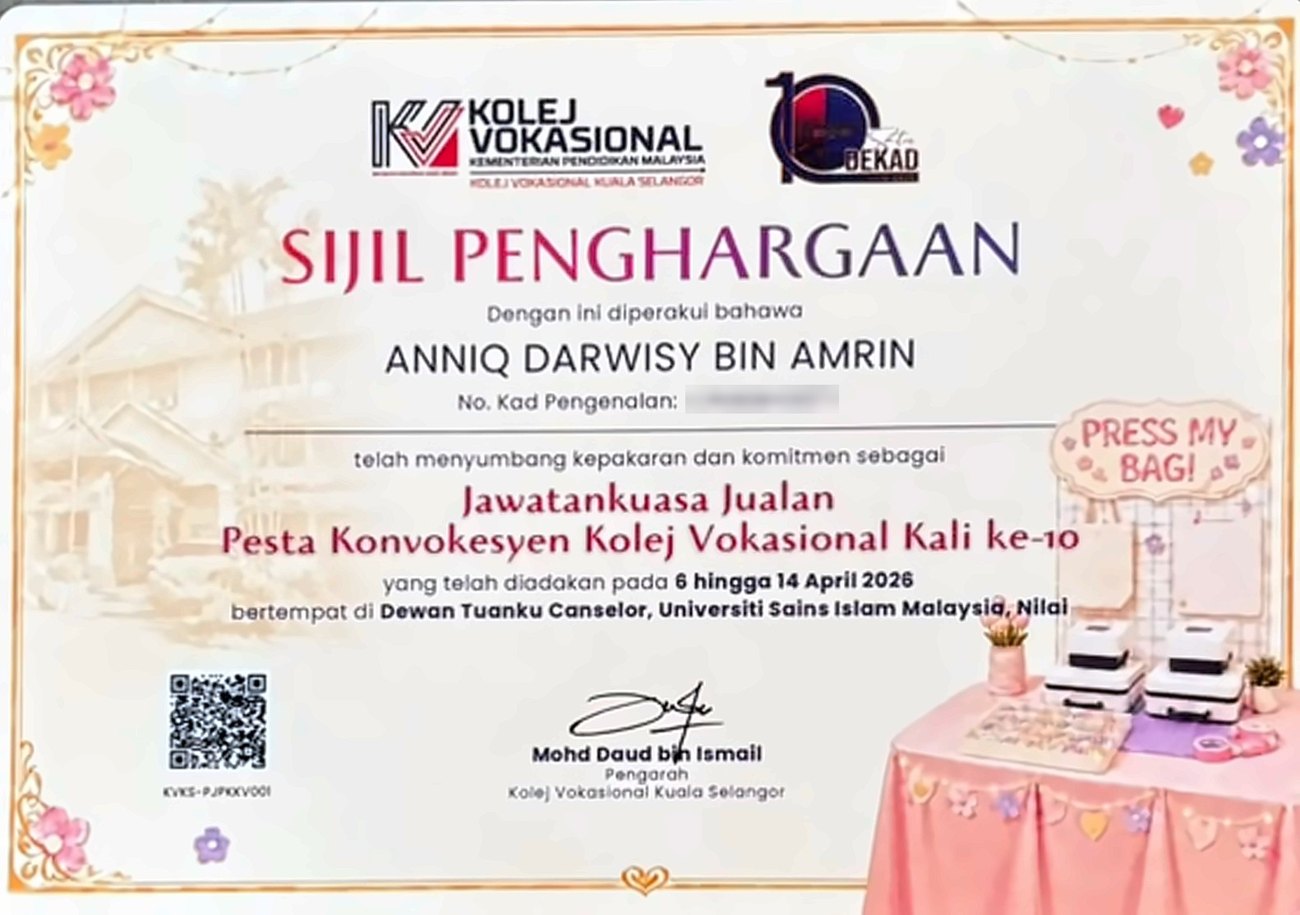 KOLEJ
VOKASIONAL
KEMENTERIAN PENDIDIKAN MALAYSIA
KOLEJ VOKASIONAL KUALA SELANGOR
10
DEKAD
SIJIL PENGHARGAAN
Dengan ini diperakui bahawa
ANNIQ DARWISY BIN AMRIN
No. Kad Pengenalan:
telah menyumbang kepakaran dan komitmen sebagai
Jawatankuasa Jualan
Pesta Konvokesyen Kolej Vokasional Kali ke-10
yang telah diadakan pada 6 hingga 14 April 2026
bertempat di Dewan Tuanku Canselor, Universiti Sains Islam Malaysia, Nilai
PRESS MY
BAG!
KVKS-PJPKKV001
Mohd Daud bin Ismail
Pengarah
Kolej Vokasional Kuala Selangor